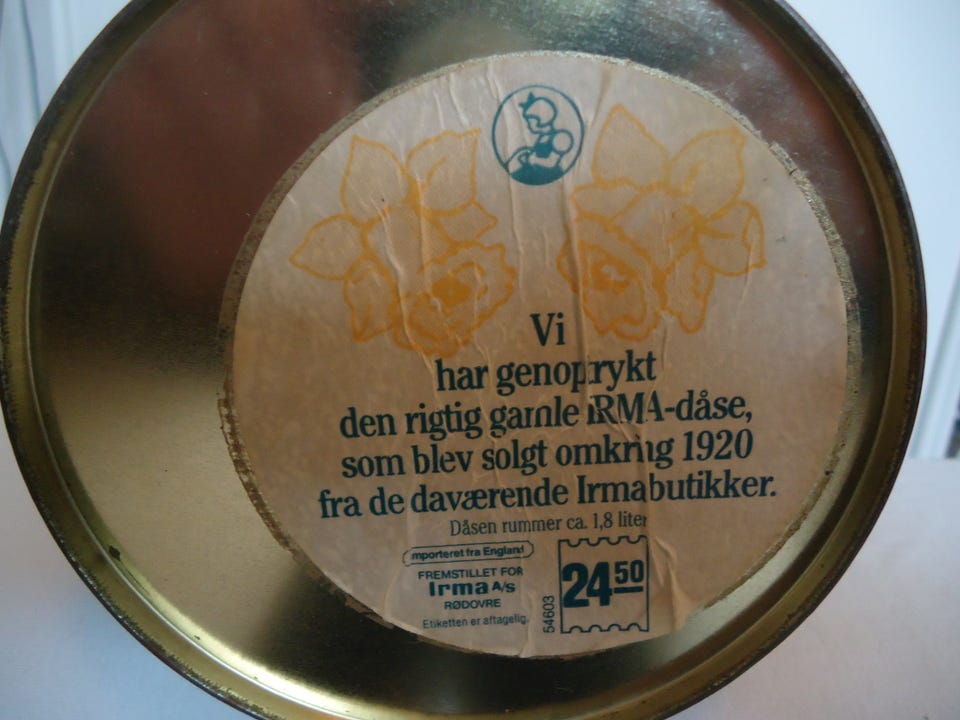 Vi
har genoptrykt
den rigtig gamle IRMA-dåse,
som blev solgt omkring 1920
fra de daværende Irmabutikker.
Dåsen rummer ca. 1,8 liter
mporteret fra England
FREMSTILLET FOR
Irma A/S
RØDOVRE
Etiketten er aftagelig.
54603
24 50